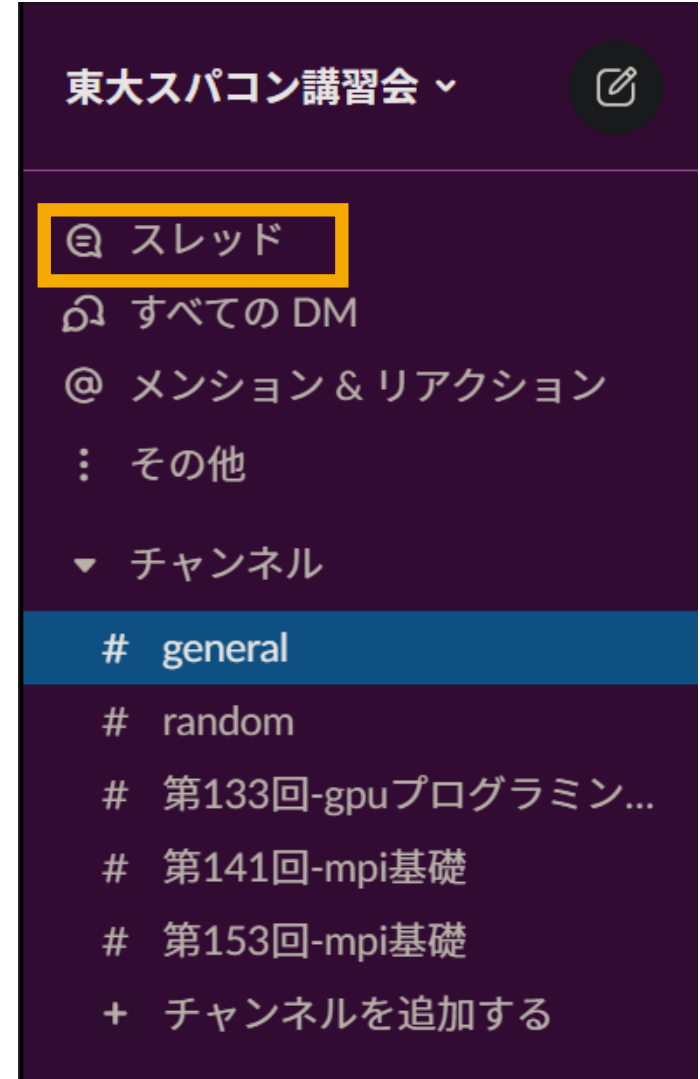 東大スパコン講習会
スレッド
すべての DM
@ メンション & リアクション
その他
チャンネル
# general
# random
# 第133回-gpuプログラミン...
# 第141回-mpi基礎
# 第153回-mpi基礎
+ チャンネルを追加する